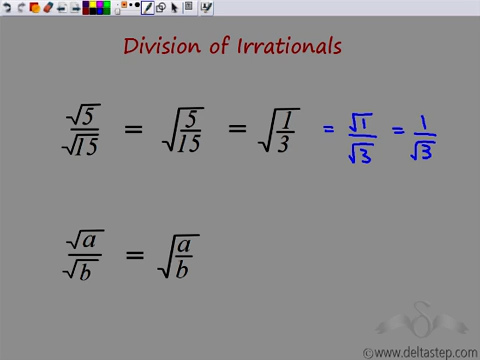 Division of Irrationals
√5/√15 = √(5/15) = √(1/3) = √1/√3 = 1/√3
√a/√b = √(a/b)
©www.deltastep.com